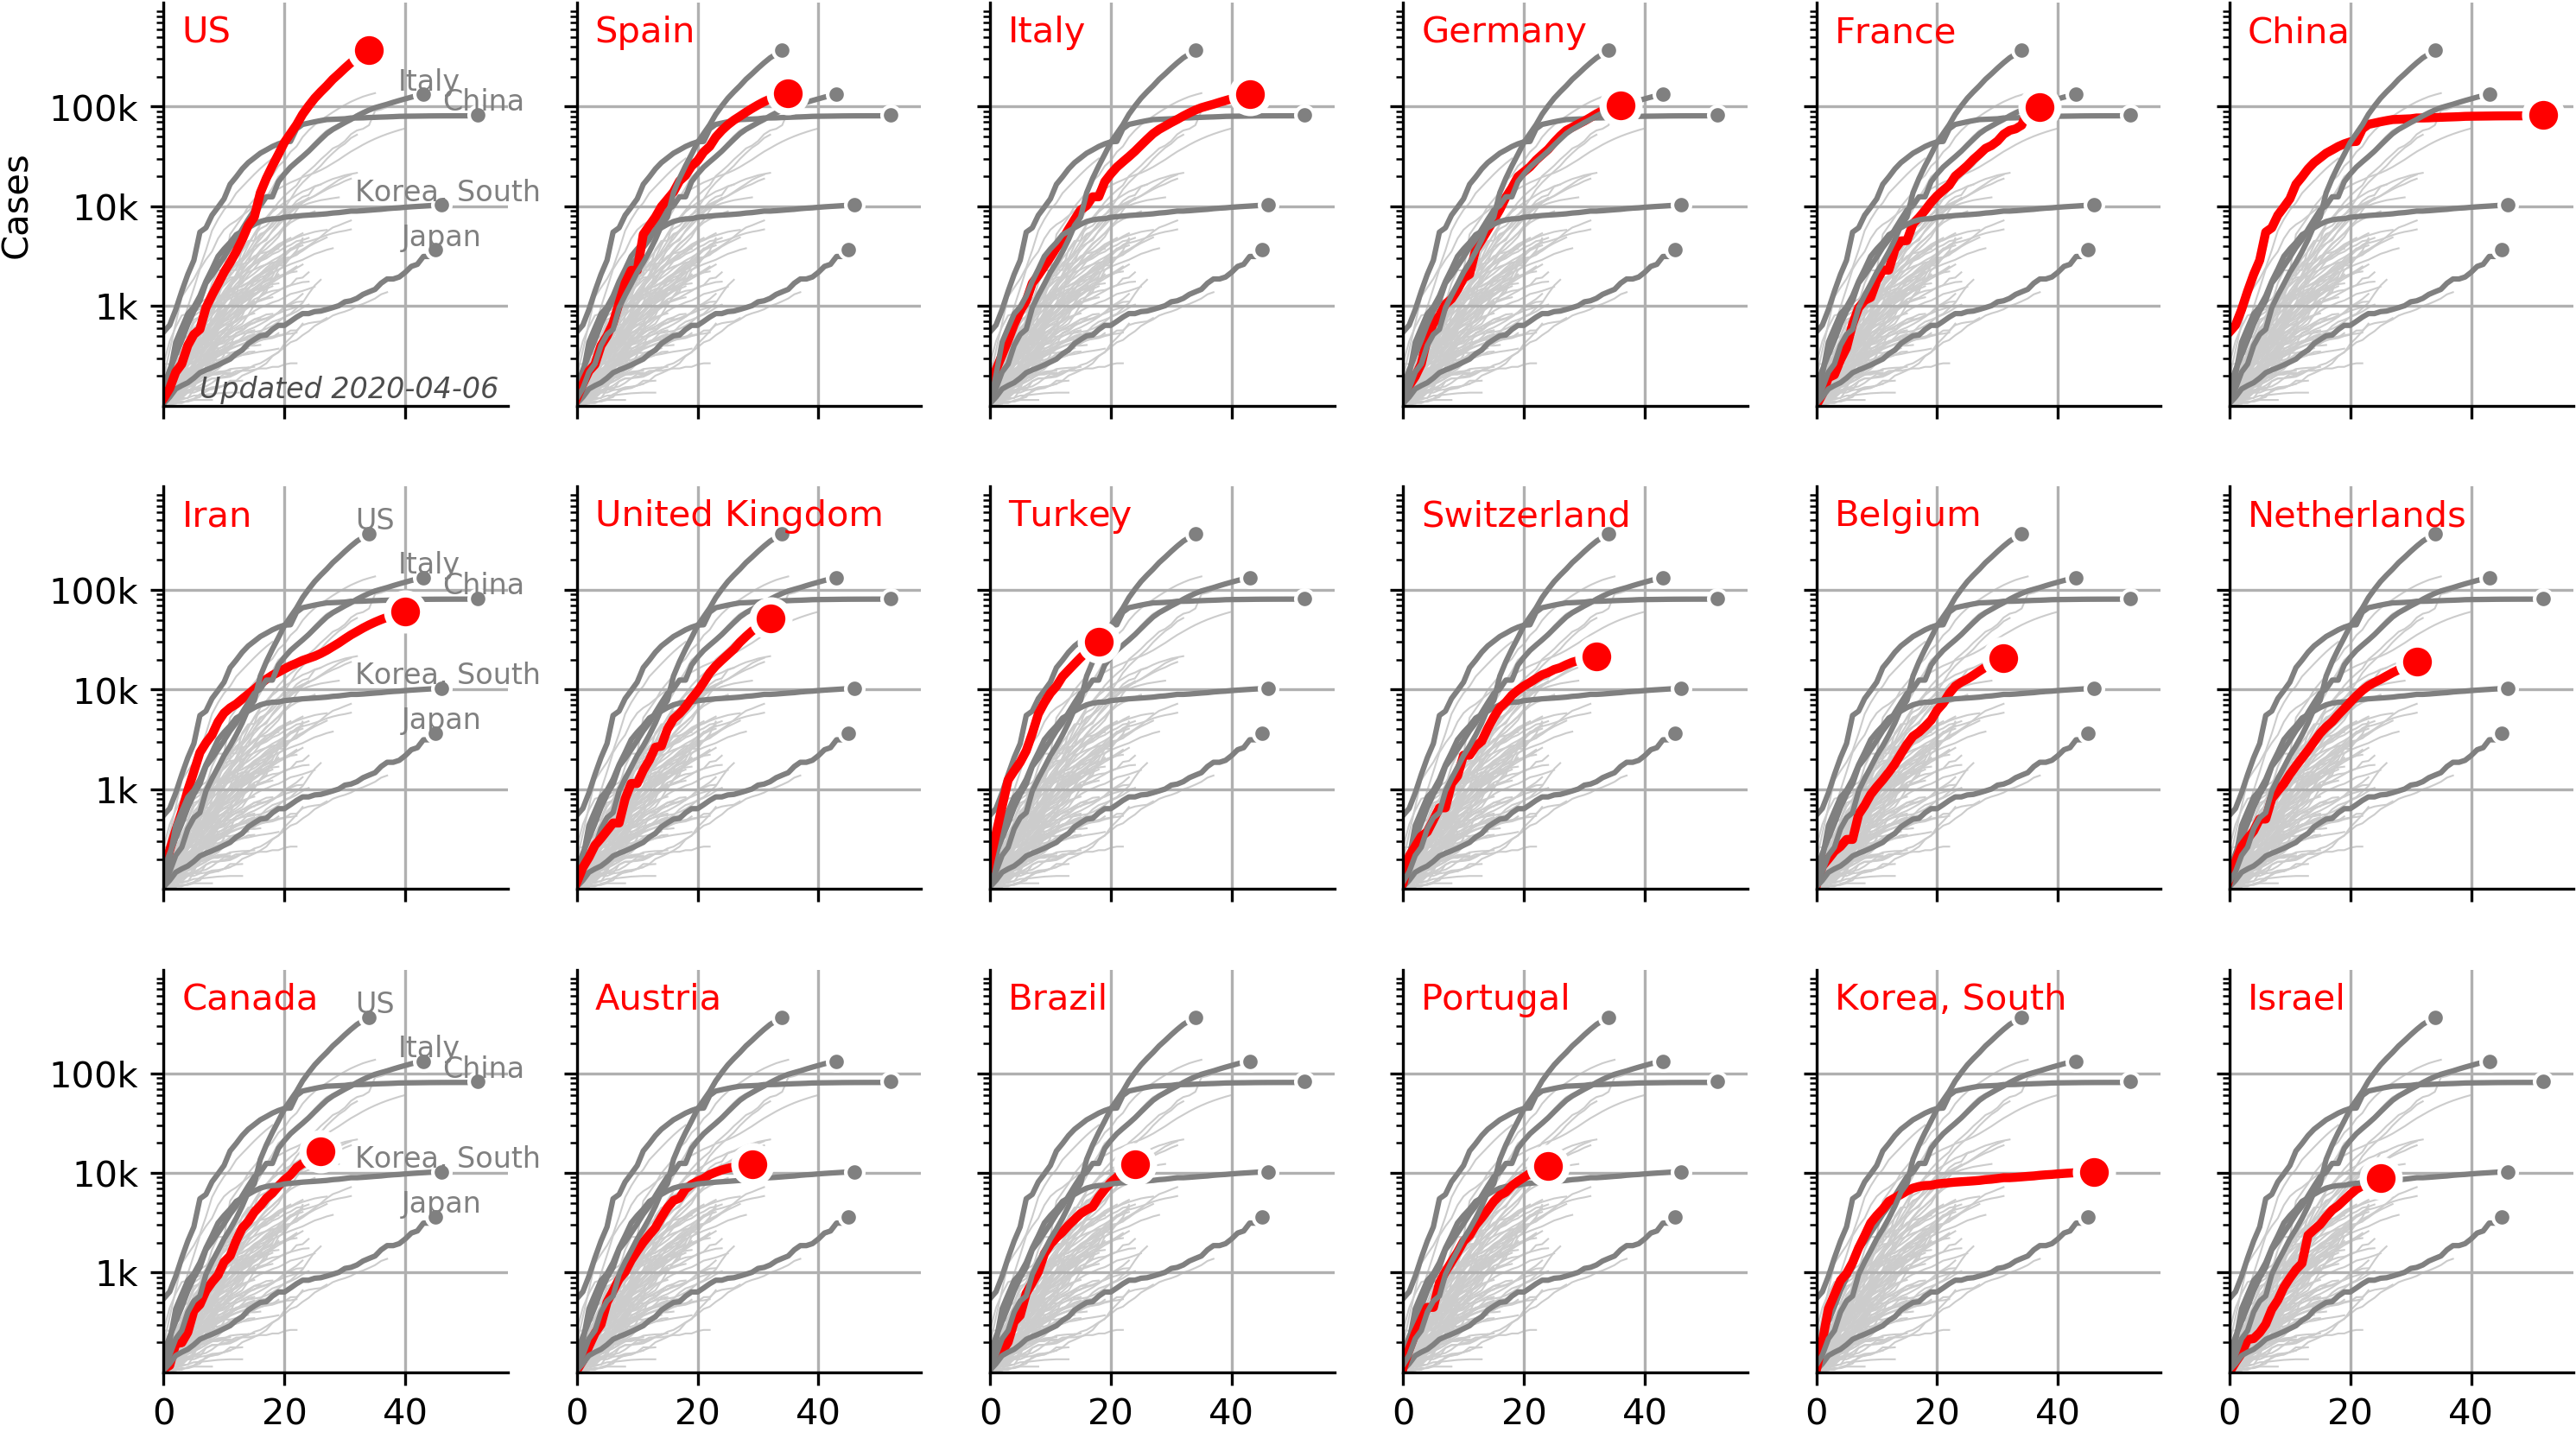 US
Spain
Italy
Germany
France
China
Italy
China
100k
Cases
Korea, South
10k
Japan
1k
Updated 2020-04-06
Iran
US
United Kingdom
Turkey
Switzerland
Belgium
Netherlands
Italy
China
100k
Korea, South
10k
Japan
1k
Canada
US
Austria
Brazil
Portugal
Korea, South
Israel
Italy
China
100k
Korea, South
10k
Japan
1k
0 20 40
0 20 40
0 20 40
0 20 40
0 20 40
0 20 40